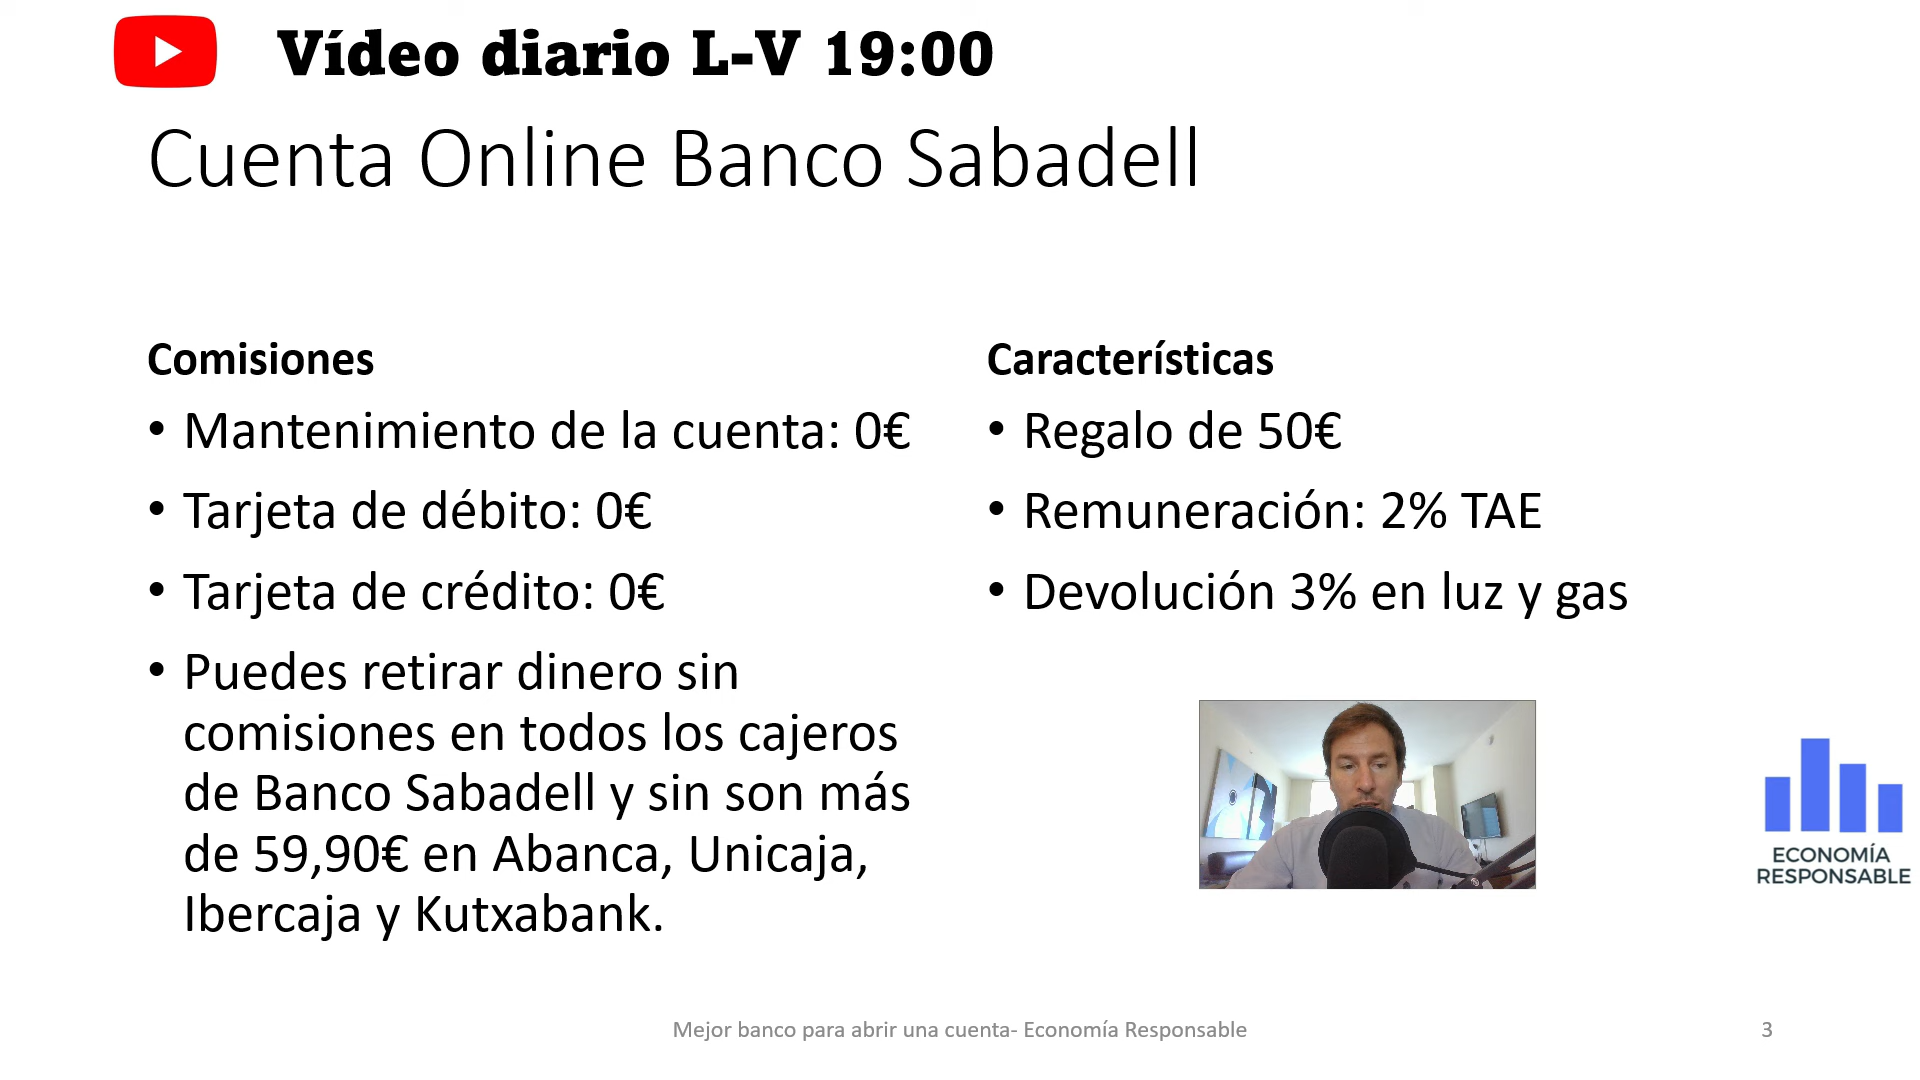 Vídeo diario L-V 19:00
Cuenta Online Banco Sabadell
Comisiones
• Mantenimiento de la cuenta: 0€
• Tarjeta de débito: 0€
• Tarjeta de crédito: 0€
• Puedes retirar dinero sin
comisiones en todos los cajeros
de Banco Sabadell y sin son más
de 59,90€ en Abanca, Unicaja,
Ibercaja y Kutxabank.
Características
• Regalo de 50€
• Remuneración: 2% TAE
• Devolución 3% en luz y gas
ECONOMÍA
RESPONSABLE
Mejor banco para abrir una cuenta- Economía Responsable
3